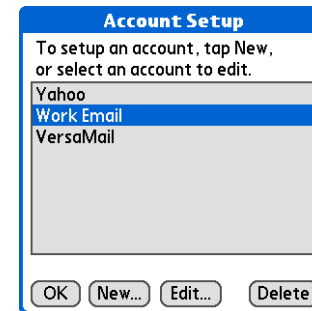 Account Setup
To setup an account, tap New,
or select an account to edit.
Yahoo
Work Email
VersaMail
OK New... Edit... Delete